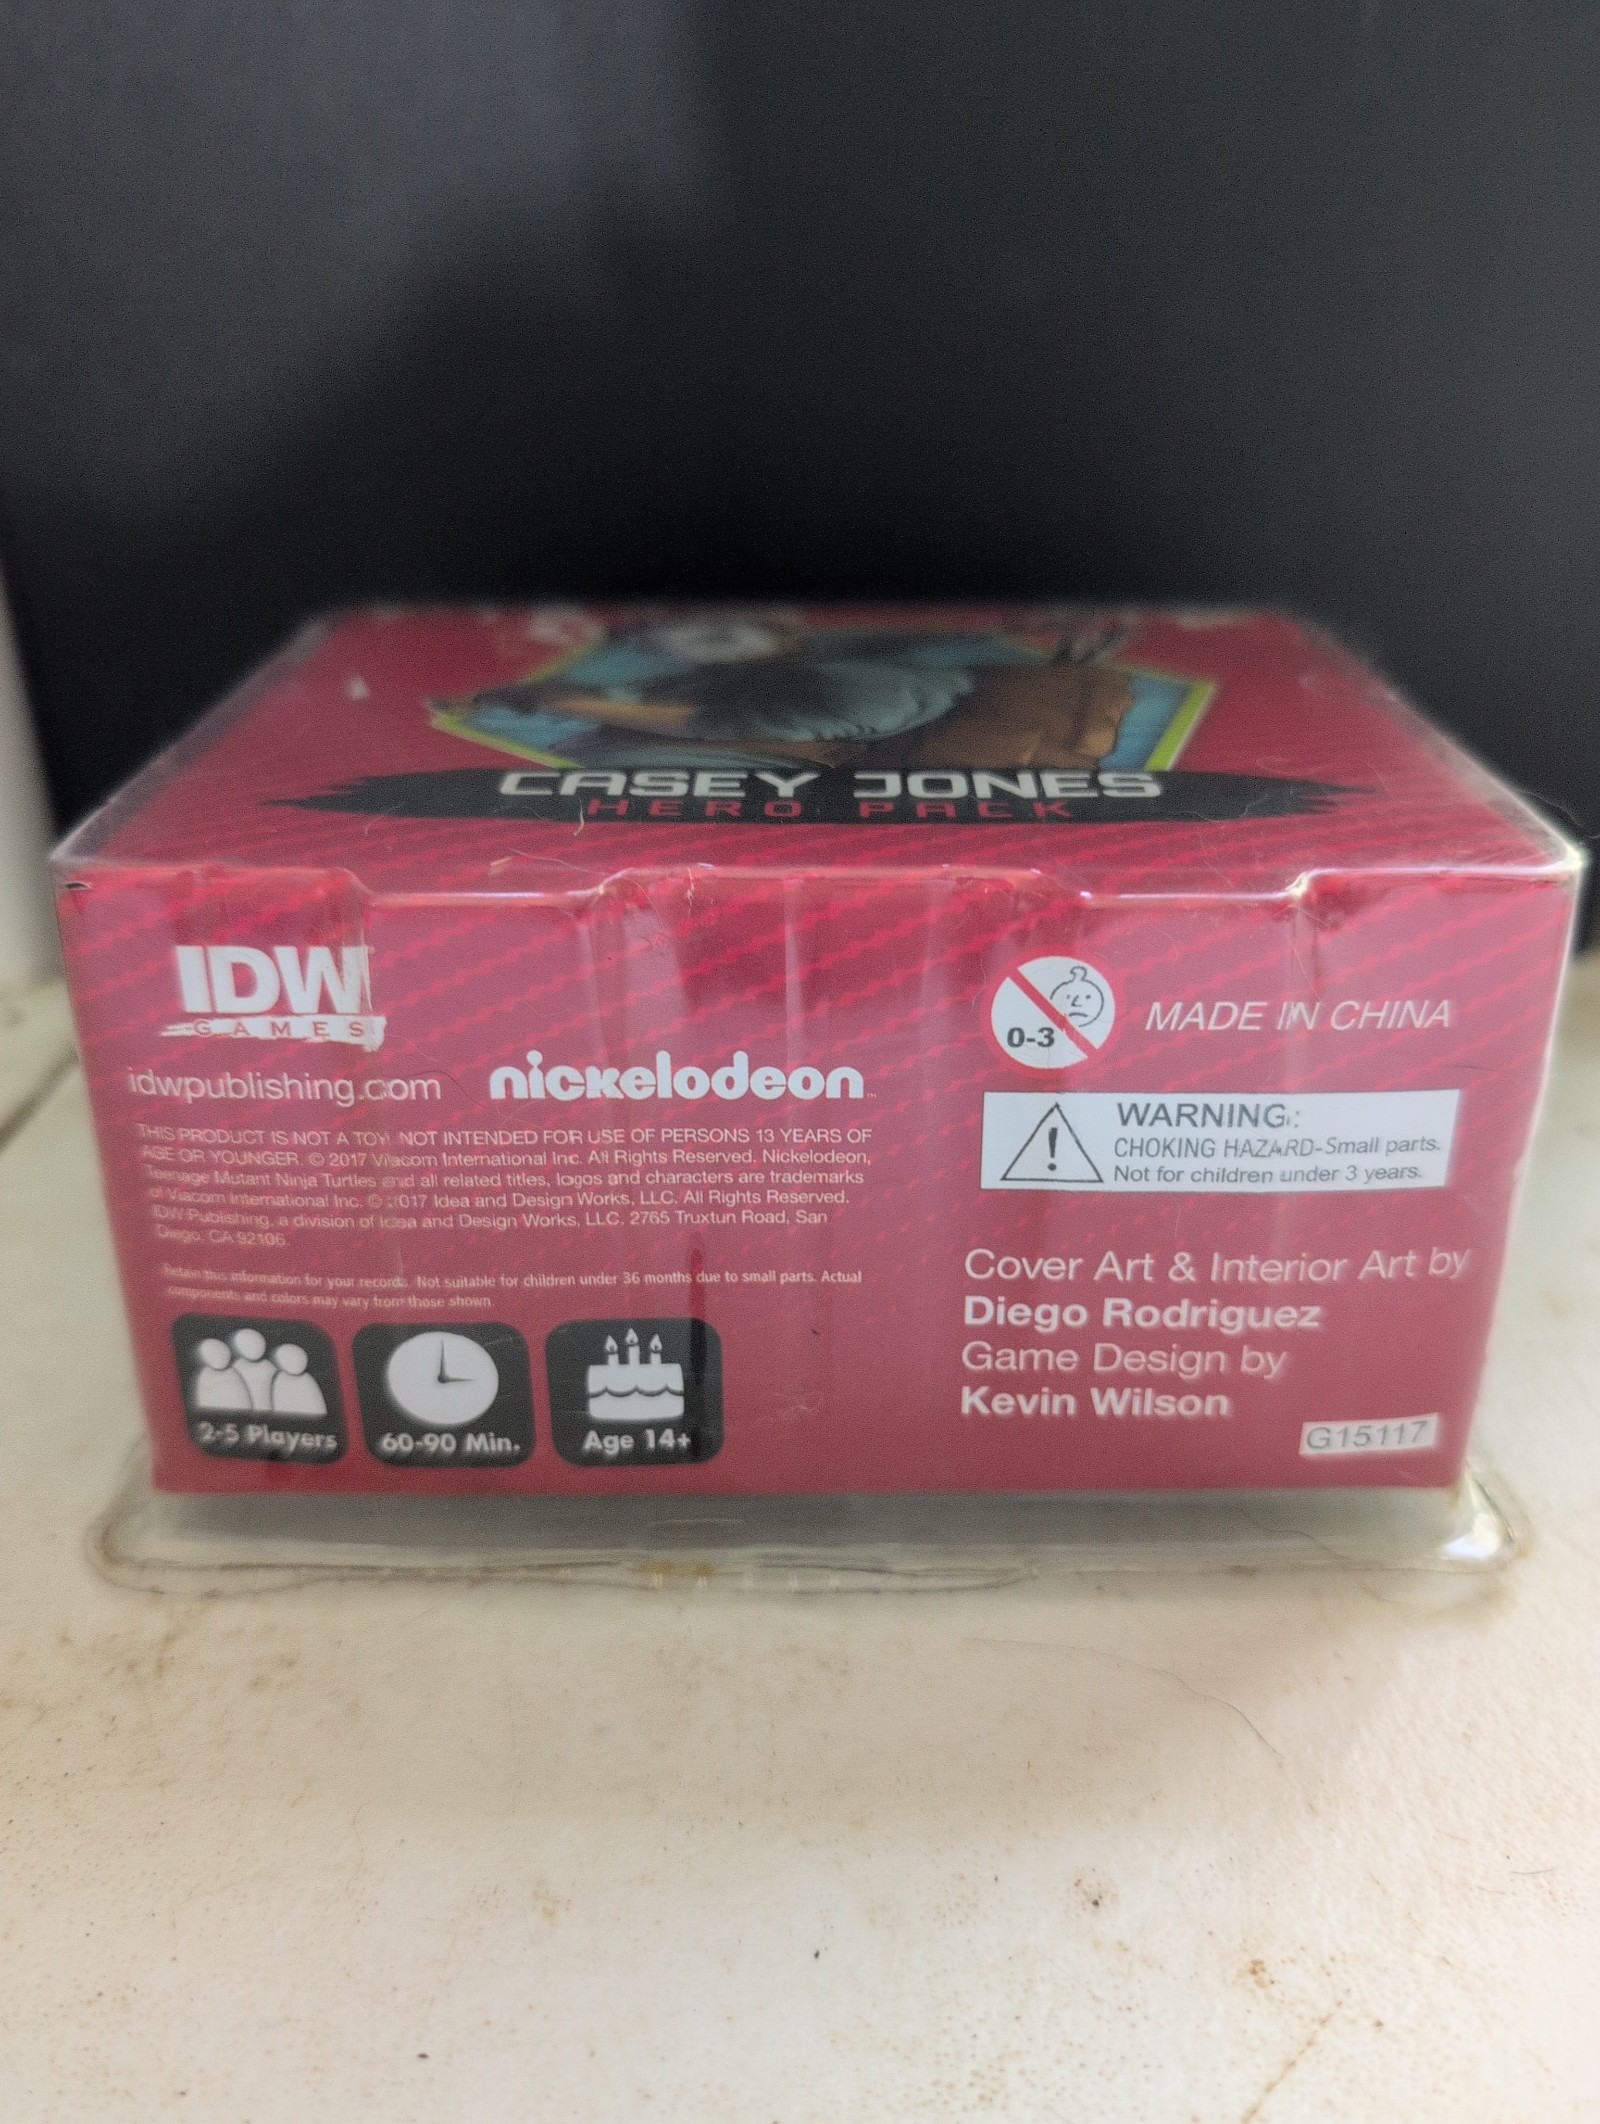 CASEY JONES
HERO PACK
IDW
GAMES
idwpublishing.com
nickelodeon™
THIS PRODUCT IS NOT A TOY! NOT INTENDED FOR USE OF PERSONS 13 YEARS OF
AGE OR YOUNGER. © 2017 Viacom International Inc. All Rights Reserved. Nickelodeon,
Teenage Mutant Ninja Turtles and all related titles, logos and characters are trademarks
of Viacom International Inc. © 2017 Idea and Design Works, LLC. All Rights Reserved.
IDW Publishing, a division of Idea and Design Works, LLC. 2765 Truxtun Road, San
Diego, CA 92106.
Retain this information for your records. Not suitable for children under 36 months due to small parts. Actual
components and colors may vary from those shown.
2-5 Players
60-90 Min.
Age 14+
0-3
MADE IN CHINA
WARNING:
CHOKING HAZARD-Small parts.
Not for children under 3 years.
Cover Art & Interior Art by
Diego Rodriguez
Game Design by
Kevin Wilson
G15117